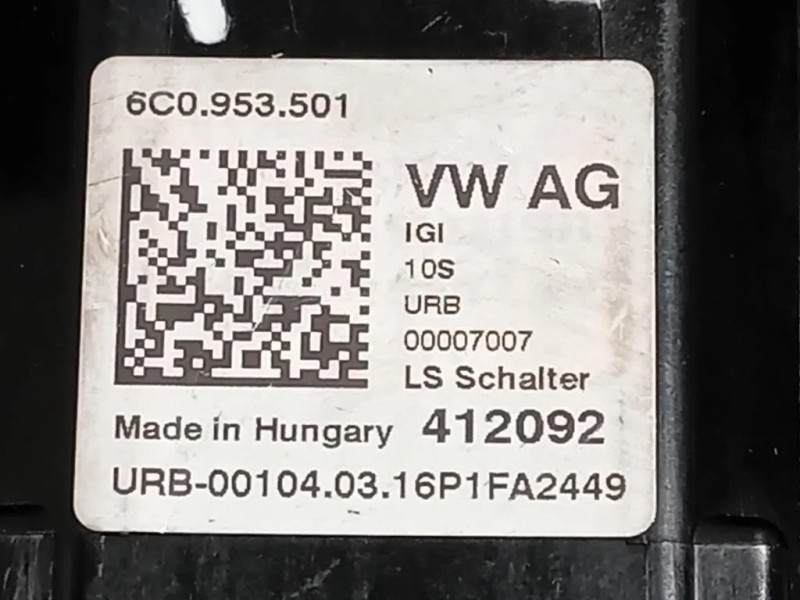 6C0.953.501
VW AG
IGI
10S
URB
00007007
LS Schalter
Made in Hungary 412092
URB-00104.03.16P1FA2449